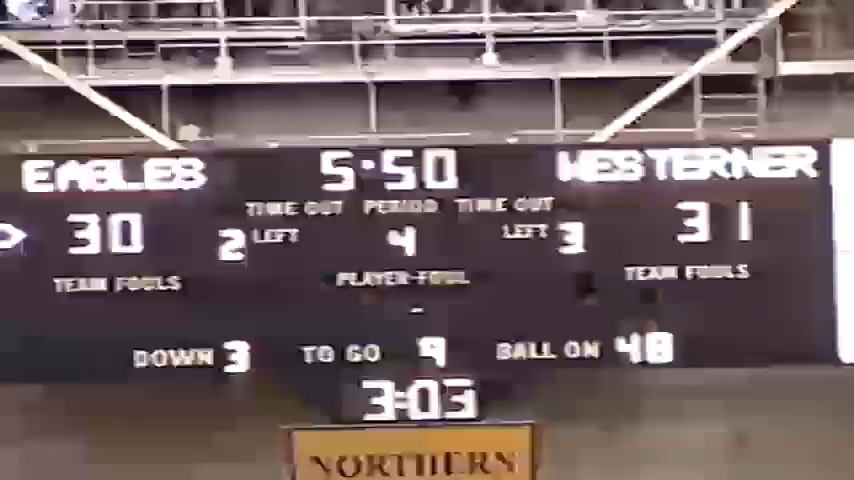 EAGLES 5:50 WESTERNER
TIME OUT PERIOD TIME OUT
30 2 LEFT 4 LEFT 3 31
TEAM FOULS PLAYER-FOUL TEAM FOULS
-
DOWN 3 TO GO 9 BALL ON 48
3:03
NORTHERN